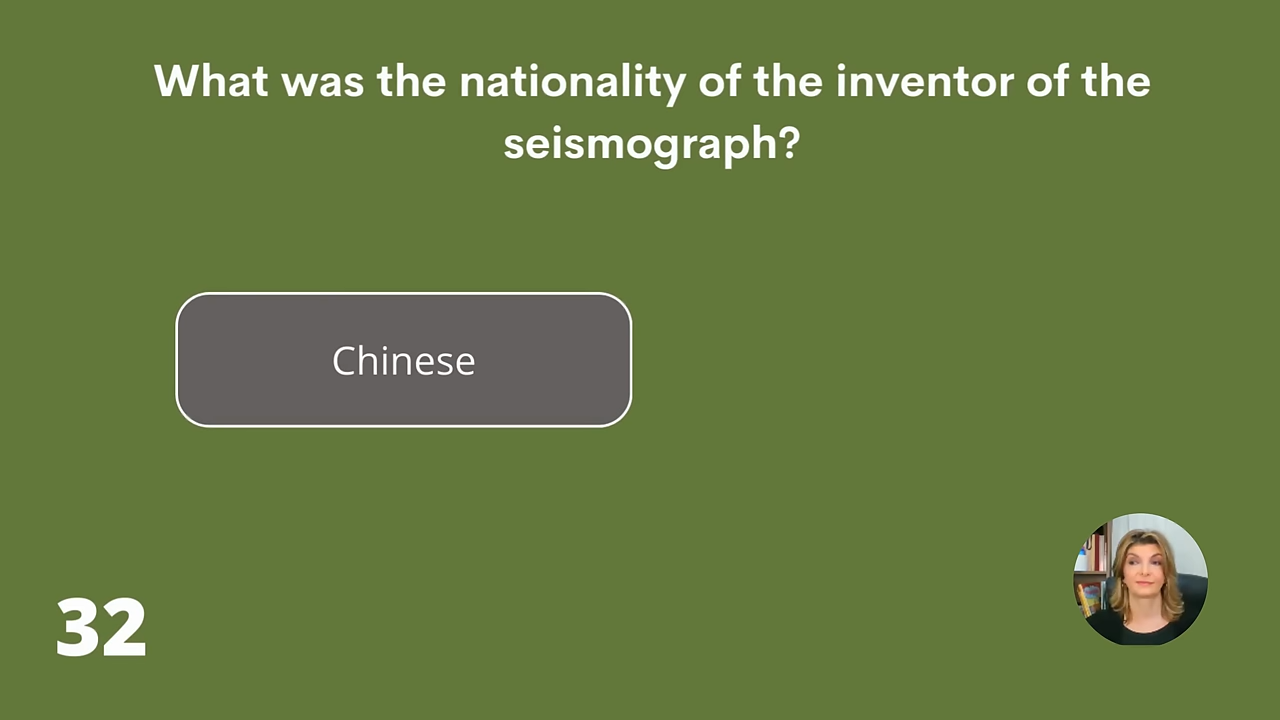 What was the nationality of the inventor of the
seismograph?
Chinese
32